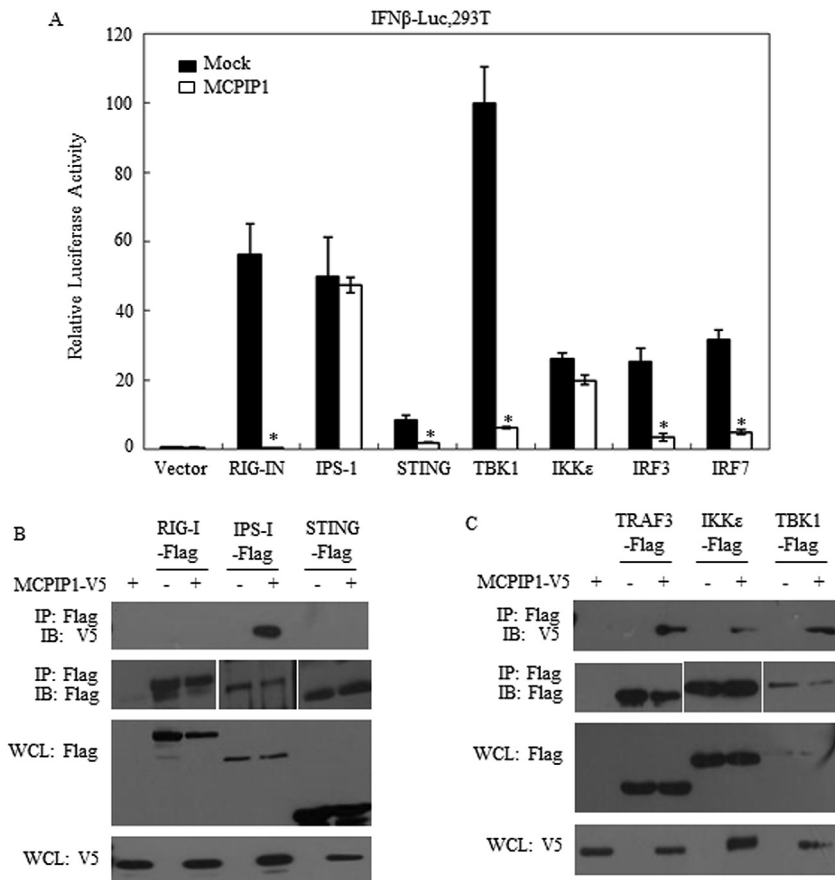 A
IFNβ-Luc,293T
Relative Luciferase Activity
120
100
80
60
40
20
0
Mock
MCPIP1
* * * * *
Vector RIG-IN IPS-1 STING TBK1 IKKε IRF3 IRF7
B
RIG-I -Flag
IPS-I -Flag
STING -Flag
MCPIP1-V5 + - + - + - +
IP: Flag
IB: V5
IP: Flag
IB: Flag
WCL: Flag
WCL: V5
C
TRAF3 -Flag
IKKε -Flag
TBK1 -Flag
MCPIP1-V5 + - + - + - +
IP: Flag
IB: V5
IP: Flag
IB: Flag
WCL: Flag
WCL: V5